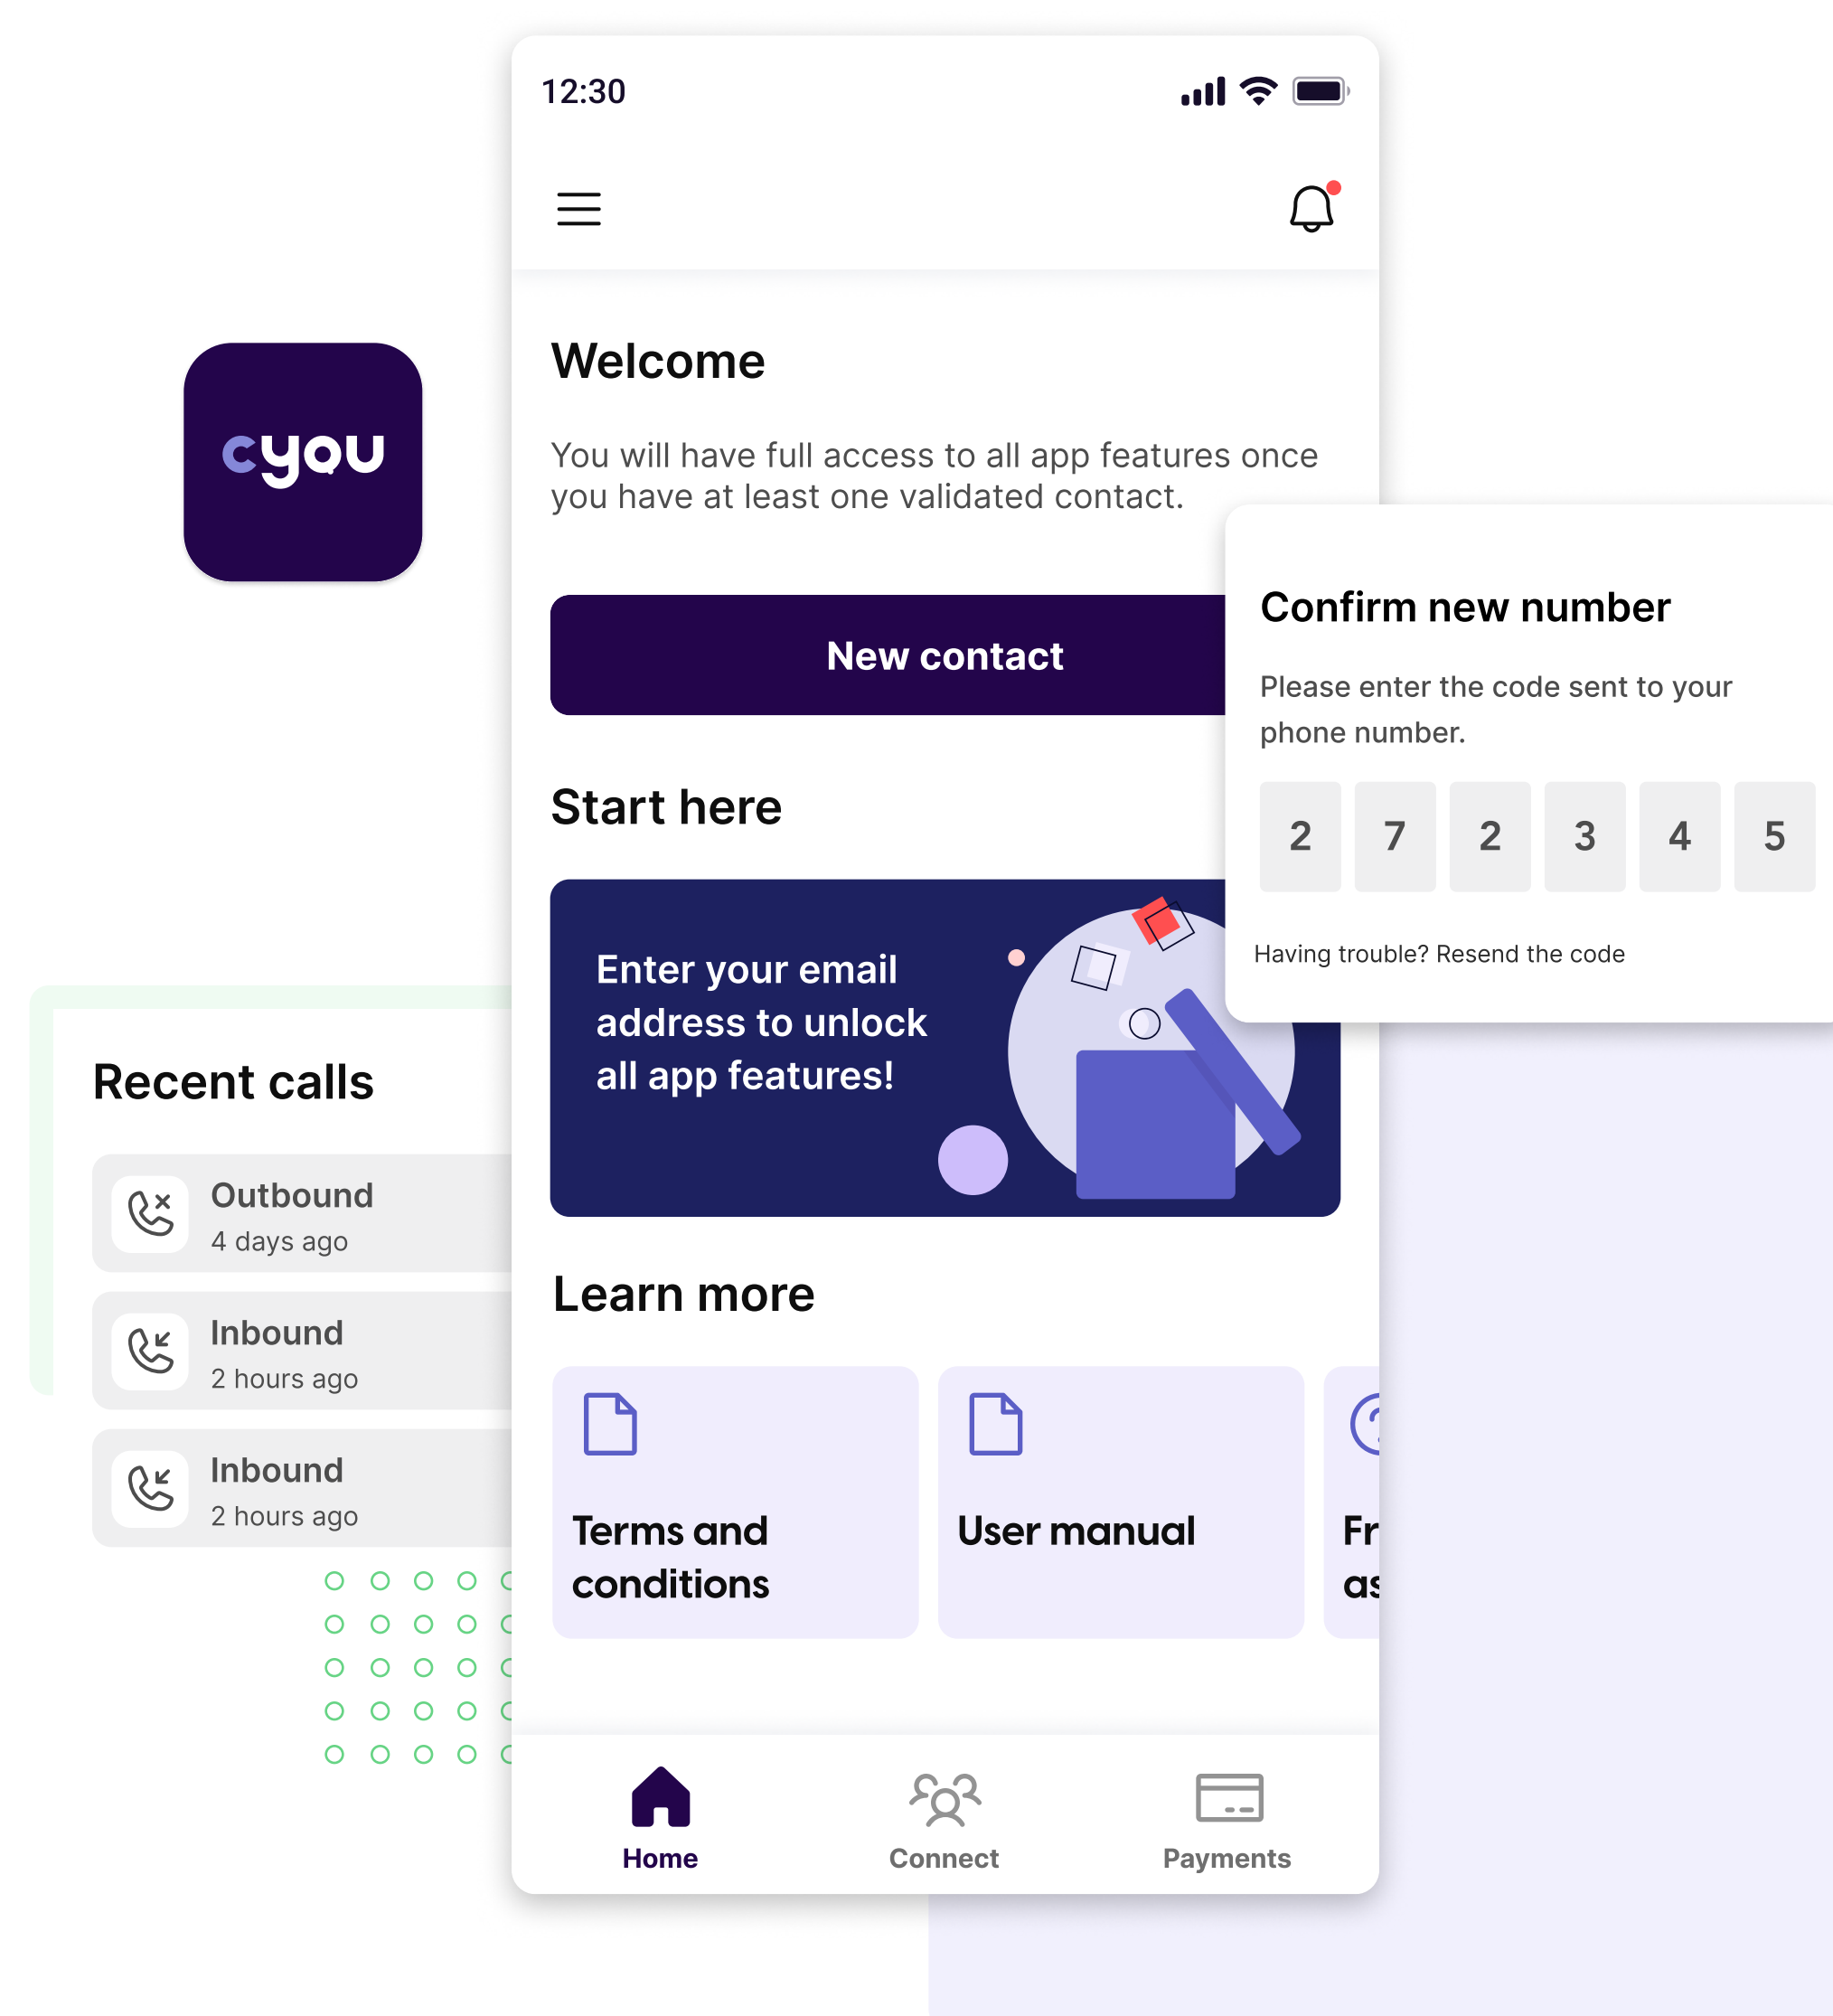 12:30
cyou
Welcome
You will have full access to all app features once
you have at least one validated contact.
New contact
Confirm new number
Please enter the code sent to your
phone number.
2 7 2 3 4 5
Having trouble? Resend the code
Start here
Enter your email
address to unlock
all app features!
Recent calls
Outbound
4 days ago
Inbound
2 hours ago
Inbound
2 hours ago
Learn more
Terms and
conditions
User manual
Home
Connect
Payments